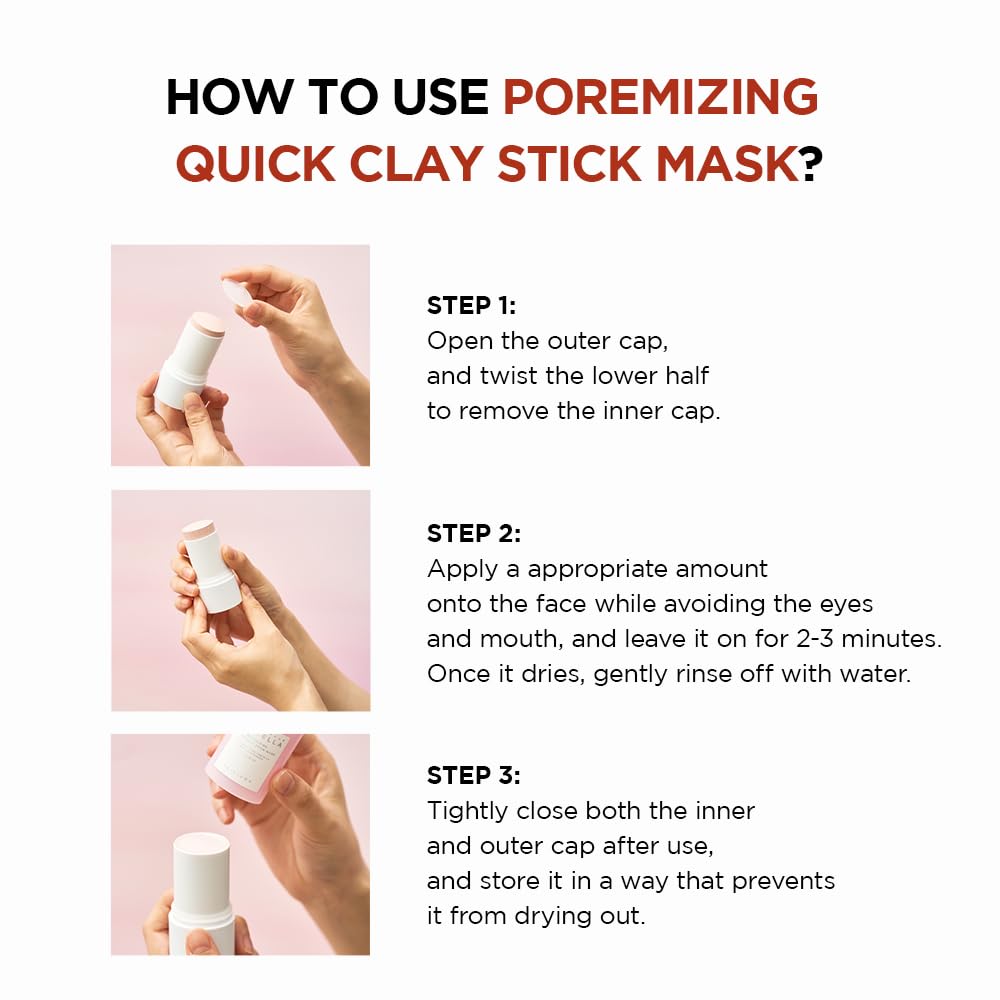 HOW TO USE POREMIZING
QUICK CLAY STICK MASK?
STEP 1:
Open the outer cap,
and twist the lower half
to remove the inner cap.
STEP 2:
Apply a appropriate amount
onto the face while avoiding the eyes
and mouth, and leave it on for 2-3 minutes.
Once it dries, gently rinse off with water.
ELLA
STEP 3:
Tightly close both the inner
and outer cap after use,
and store it in a way that prevents
it from drying out.